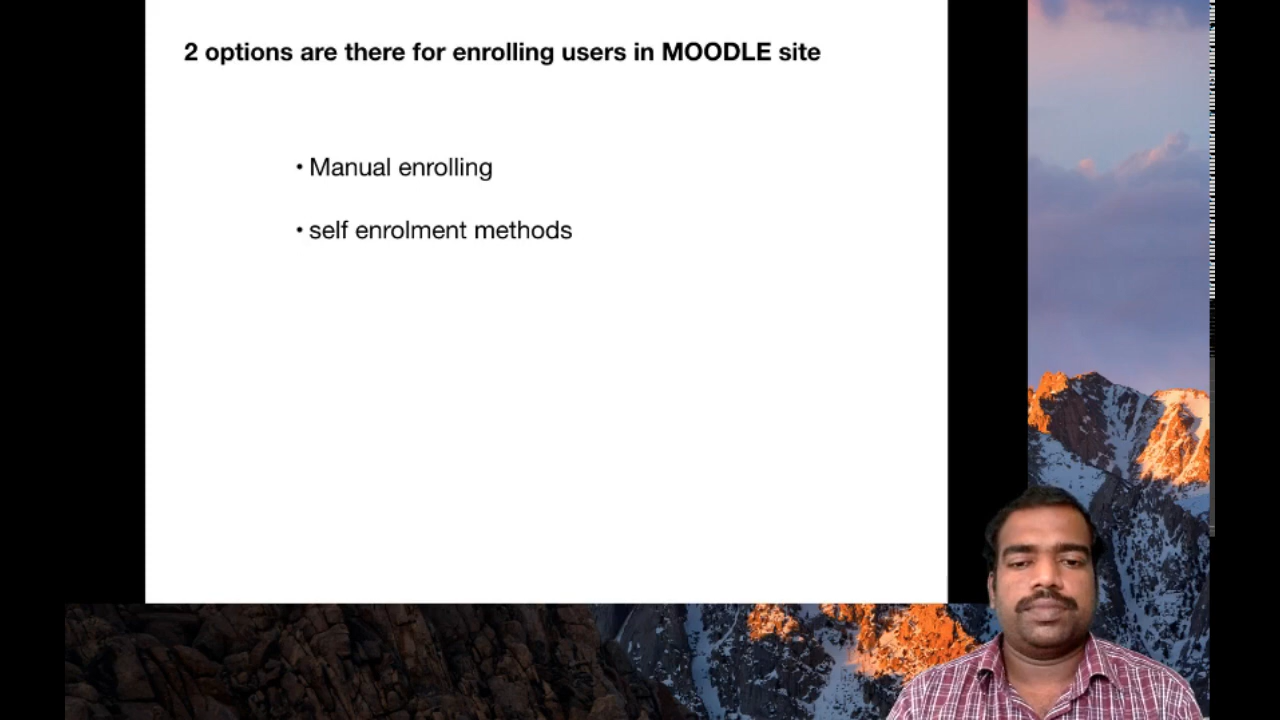 2 options are there for enrolling users in MOODLE site
• Manual enrolling
• self enrolment methods